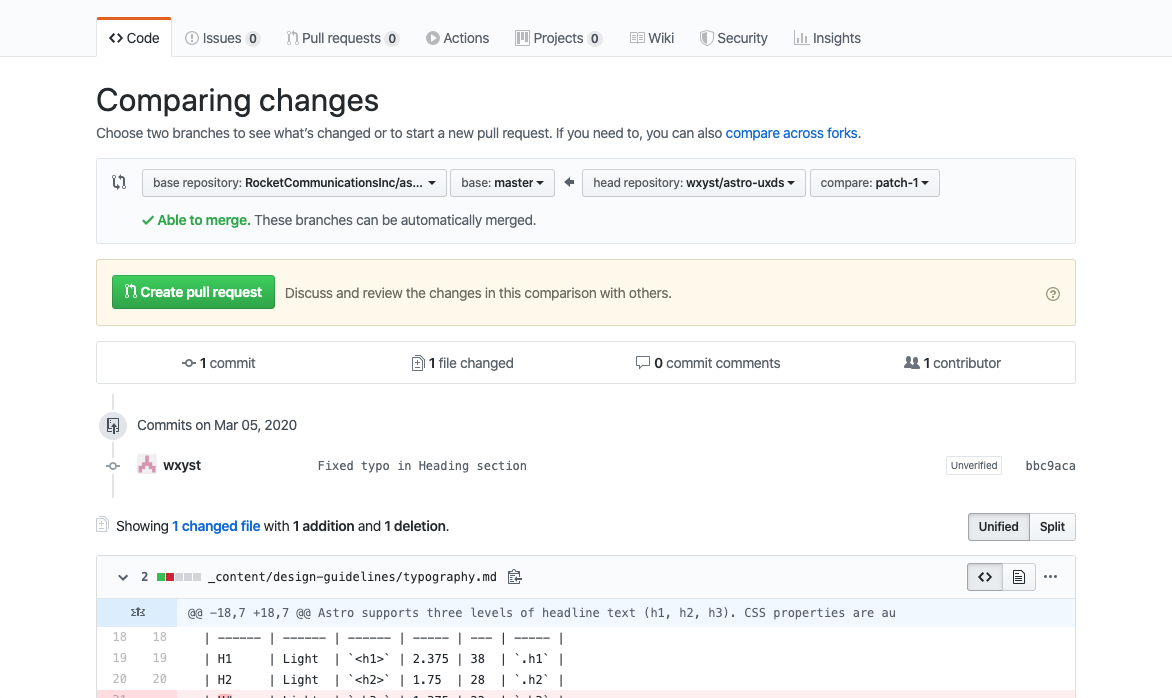 Code Issues 0 Pull requests 0 Actions Projects 0 Wiki Security Insights
Comparing changes
Choose two branches to see what's changed or to start a new pull request. If you need to, you can also compare across forks.
base repository: RocketCommunicationsInc/as... base: master head repository: wxyst/astro-uxds compare: patch-1
Able to merge. These branches can be automatically merged.
Create pull request Discuss and review the changes in this comparison with others.
1 commit 1 file changed 0 commit comments 1 contributor
Commits on Mar 05, 2020
wxyst Fixed typo in Heading section Unverified bbc9aca
Showing 1 changed file with 1 addition and 1 deletion. Unified Split
2 _content/design-guidelines/typography.md
@@ -18,7 +18,7 @@ Astro supports three levels of headline text (h1, h2, h3). CSS properties are au
18 18 | ------ | ------ | ------ | ----- | --- | ----- |
19 19 | H1 | Light | `<h1>` | 2.375 | 38 | `.h1` |
20 20 | H2 | Light | `<h2>` | 1.75 | 28 | `.h2` |